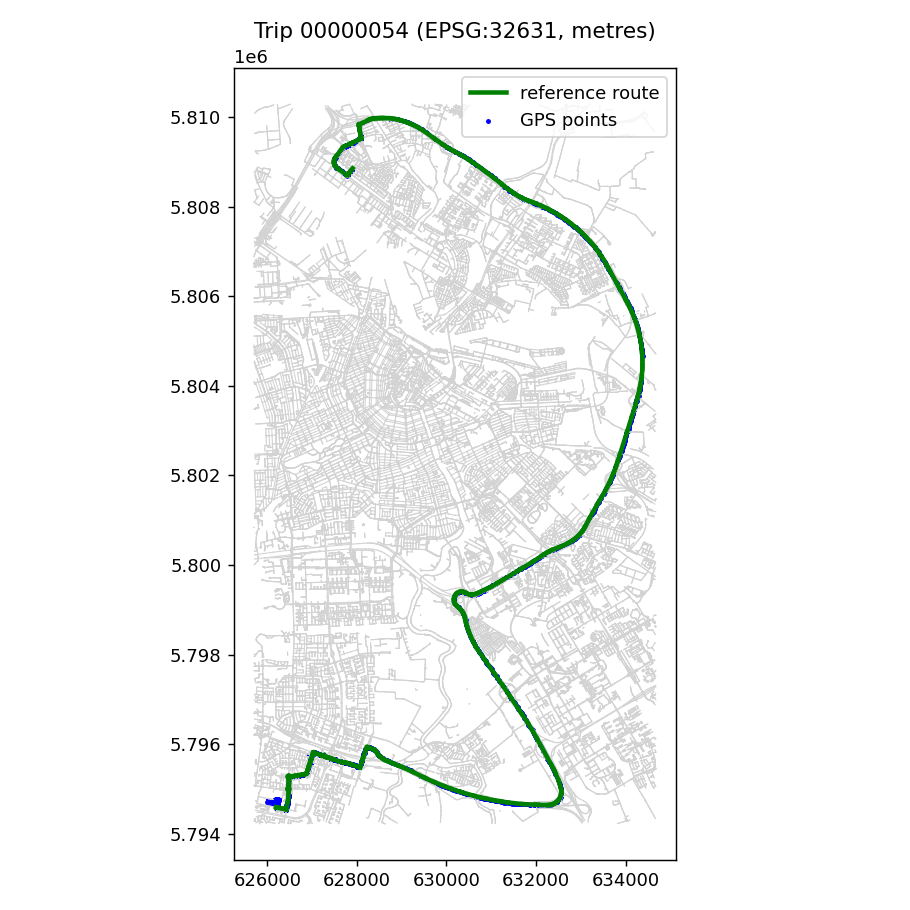 Trip 00000054 (EPSG:32631, metres)
1e6
reference route
GPS points
5.810
5.808
5.806
5.804
5.802
5.800
5.798
5.796
5.794
626000 628000 630000 632000 634000